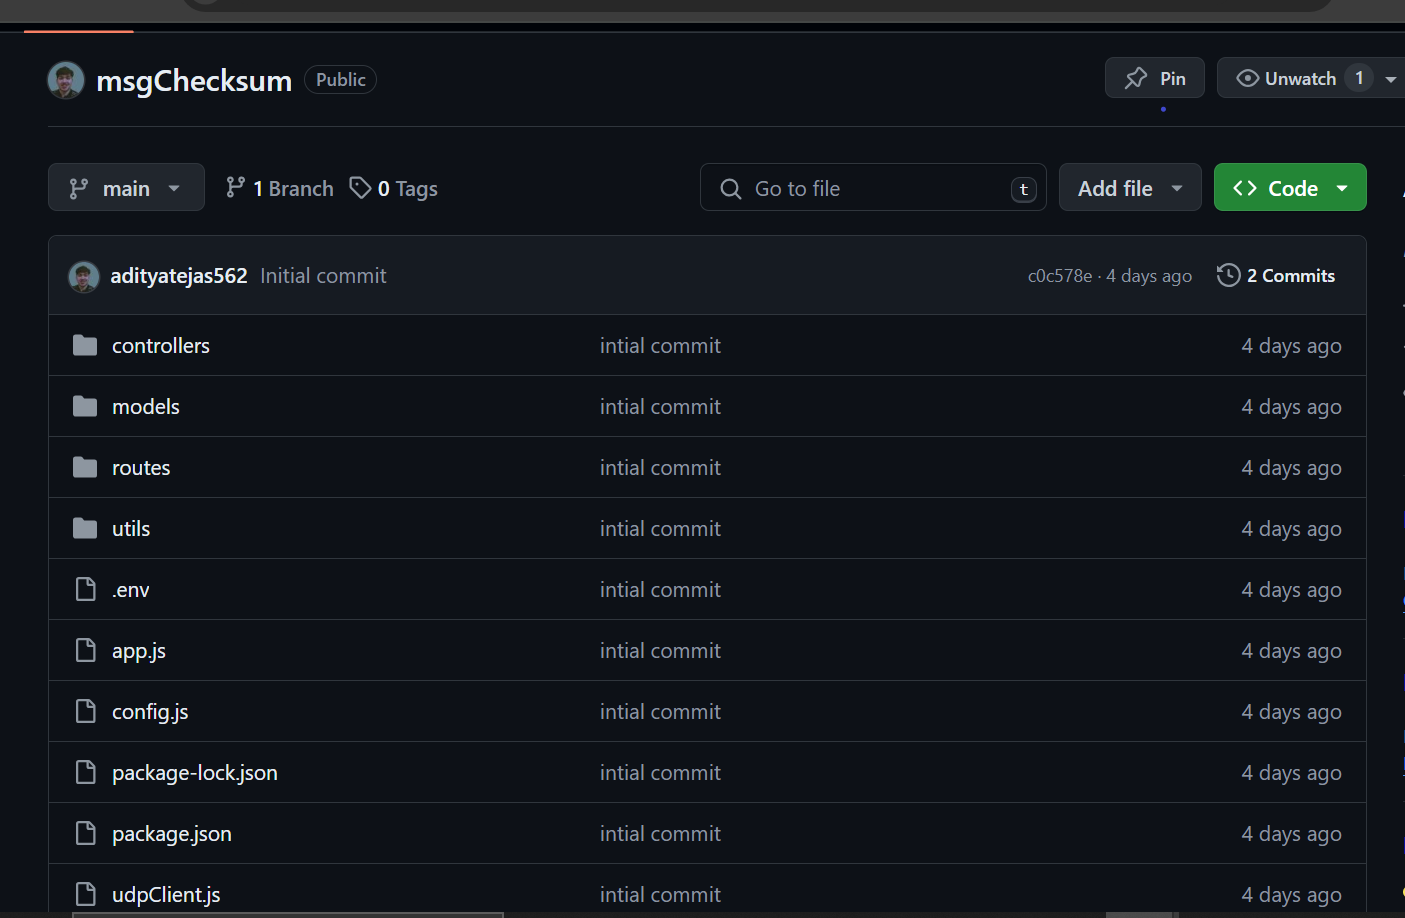 msgChecksum Public Pin Unwatch 1
main 1 Branch 0 Tags Go to file t Add file Code
adityatejas562 Initial commit c0c578e · 4 days ago 2 Commits
controllers intial commit 4 days ago
models intial commit 4 days ago
routes intial commit 4 days ago
utils intial commit 4 days ago
.env intial commit 4 days ago
app.js intial commit 4 days ago
config.js intial commit 4 days ago
package-lock.json intial commit 4 days ago
package.json intial commit 4 days ago
udpClient.js intial commit 4 days ago